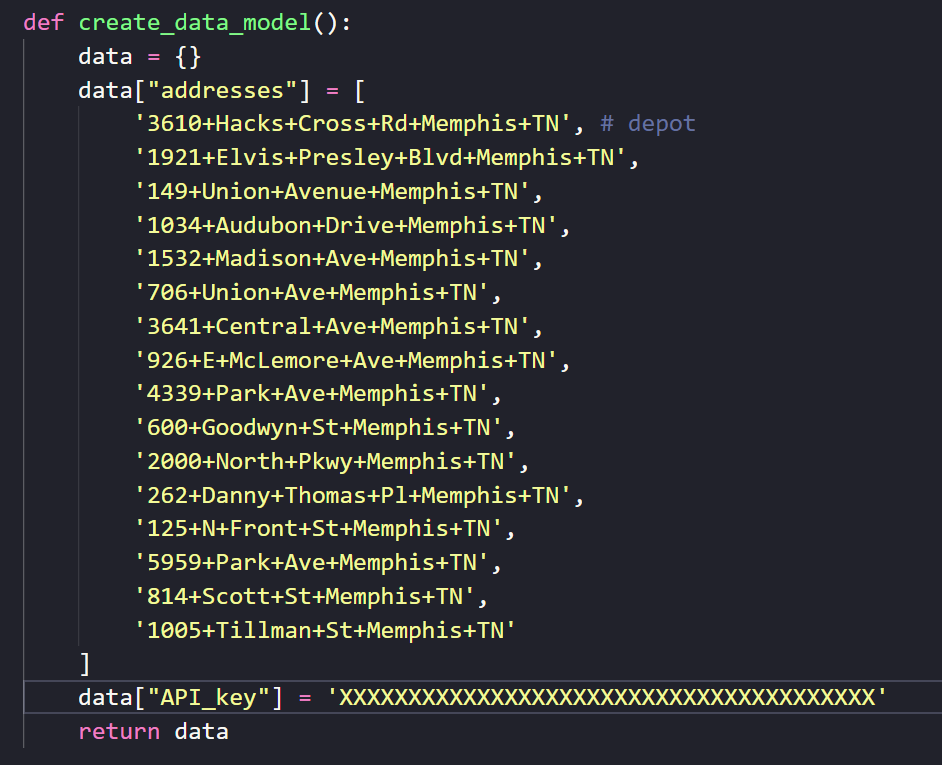 def create_data_model():
    data = {}
    data["addresses"] = [
        '3610+Hacks+Cross+Rd+Memphis+TN', # depot
        '1921+Elvis+Presley+Blvd+Memphis+TN',
        '149+Union+Avenue+Memphis+TN',
        '1034+Audubon+Drive+Memphis+TN',
        '1532+Madison+Ave+Memphis+TN',
        '706+Union+Ave+Memphis+TN',
        '3641+Central+Ave+Memphis+TN',
        '926+E+McLemore+Ave+Memphis+TN',
        '4339+Park+Ave+Memphis+TN',
        '600+Goodwyn+St+Memphis+TN',
        '2000+North+Pkwy+Memphis+TN',
        '262+Danny+Thomas+Pl+Memphis+TN',
        '125+N+Front+St+Memphis+TN',
        '5959+Park+Ave+Memphis+TN',
        '814+Scott+St+Memphis+TN',
        '1005+Tillman+St+Memphis+TN'
    ]
    data["API_key"] = 'XXXXXXXXXXXXXXXXXXXXXXXXXXXXXXXXXXXXXXX'
    return data